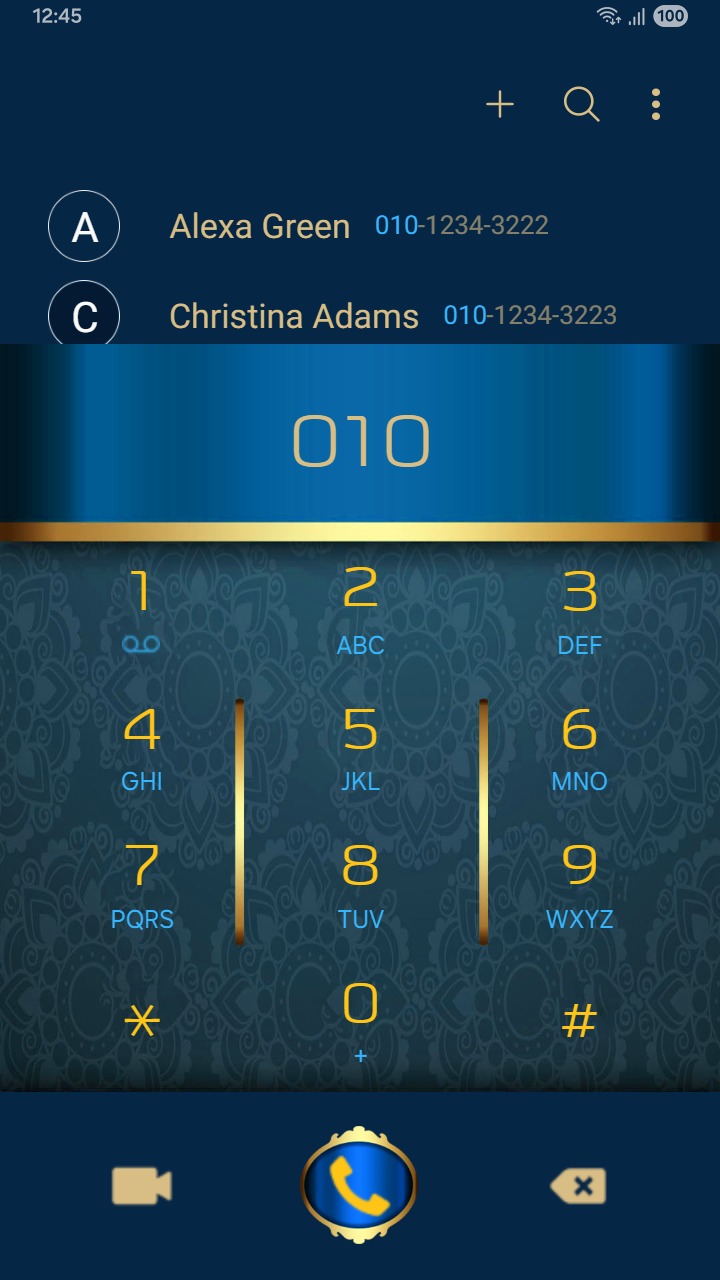 12:45 100
A Alexa Green 010-1234-3222
C Christina Adams 010-1234-3223
010
1 2 3
ABC DEF
4 5 6
GHI JKL MNO
7 8 9
PQRS TUV WXYZ
* 0 #
+